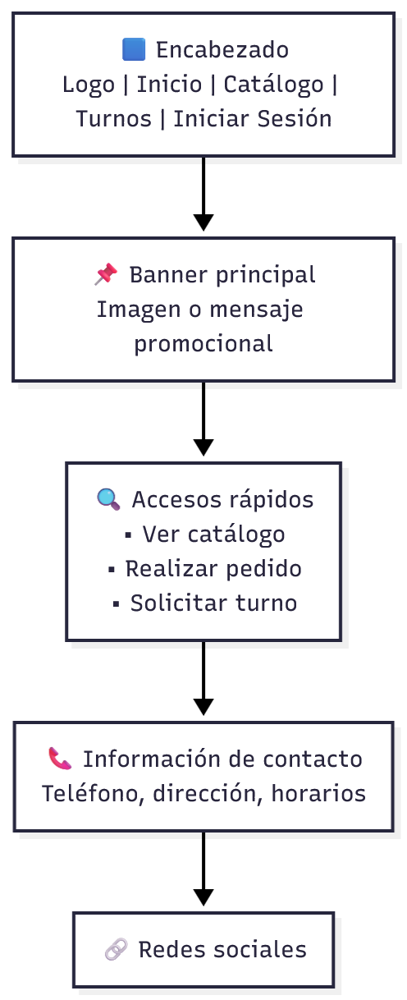 🟦 Encabezado
Logo | Inicio | Catálogo |
Turnos | Iniciar Sesión
📌 Banner principal
Imagen o mensaje
promocional
🔍 Accesos rápidos
▪ Ver catálogo
▪ Realizar pedido
▪ Solicitar turno
📞 Información de contacto
Teléfono, dirección, horarios
🔗 Redes sociales